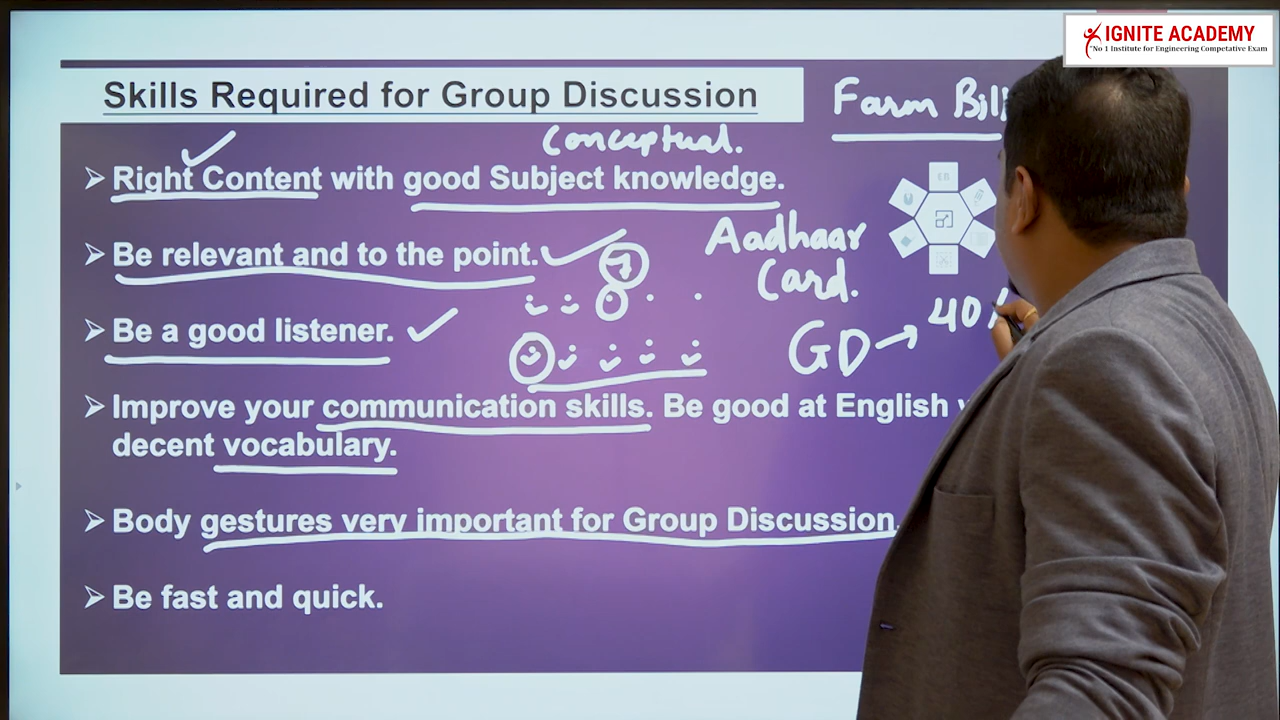 IGNITE ACADEMY
"No 1 Institute for Engineering Competative Exam
Skills Required for Group Discussion
Farm Bill
Conceptual.
➢ Right Content with good Subject knowledge.
Aadhaar
Card.
➢ Be relevant and to the point.
➢ Be a good listener.
GD → 40%
➢ Improve your communication skills. Be good at English
decent vocabulary.
➢ Body gestures very important for Group Discussion.
➢ Be fast and quick.